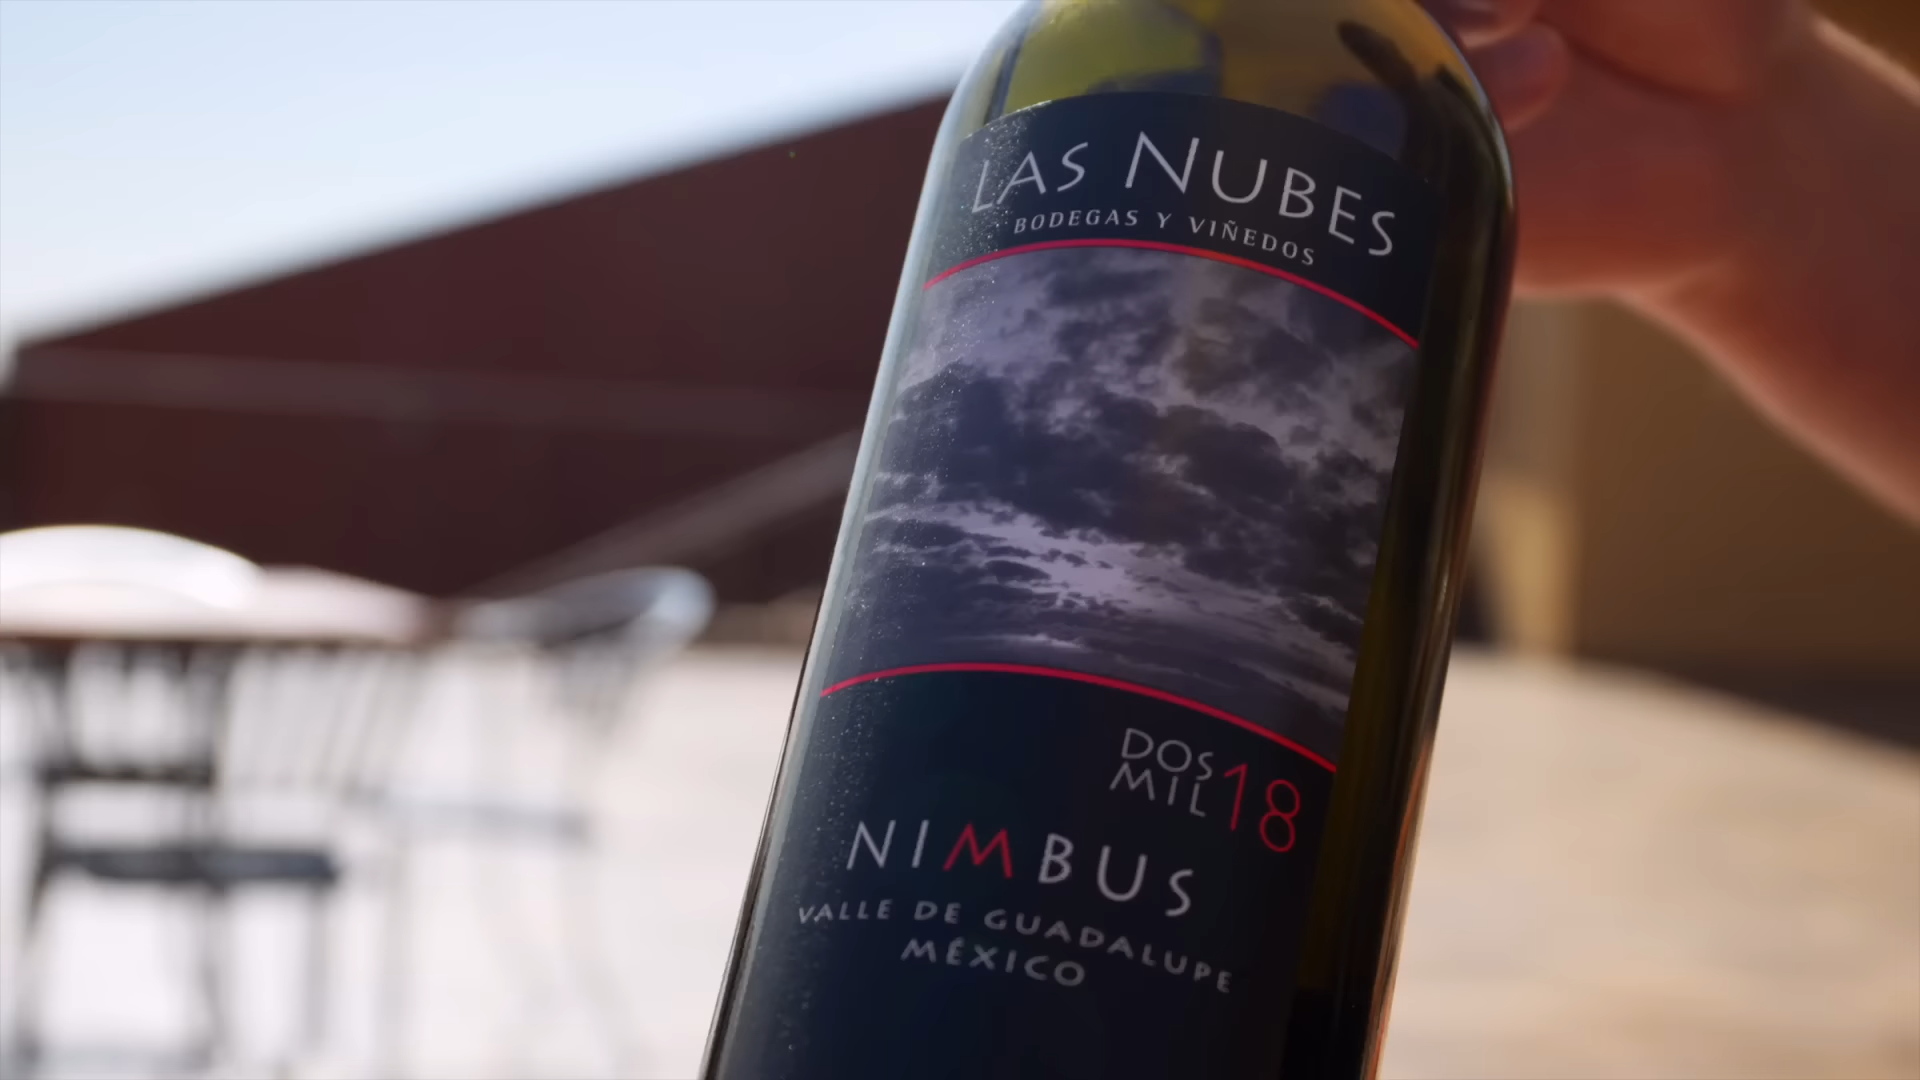 LAS NUBES
BODEGAS Y VIÑEDOS
DOS
MIL 18
NIMBUS
VALLE DE GUADALUPE
MÉXICO